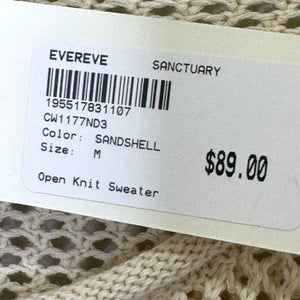 EVEREVE SANCTUARY
195517831107
CW1177ND3
Color: SANDSHELL
Size: M
$89.00
Open Knit Sweater